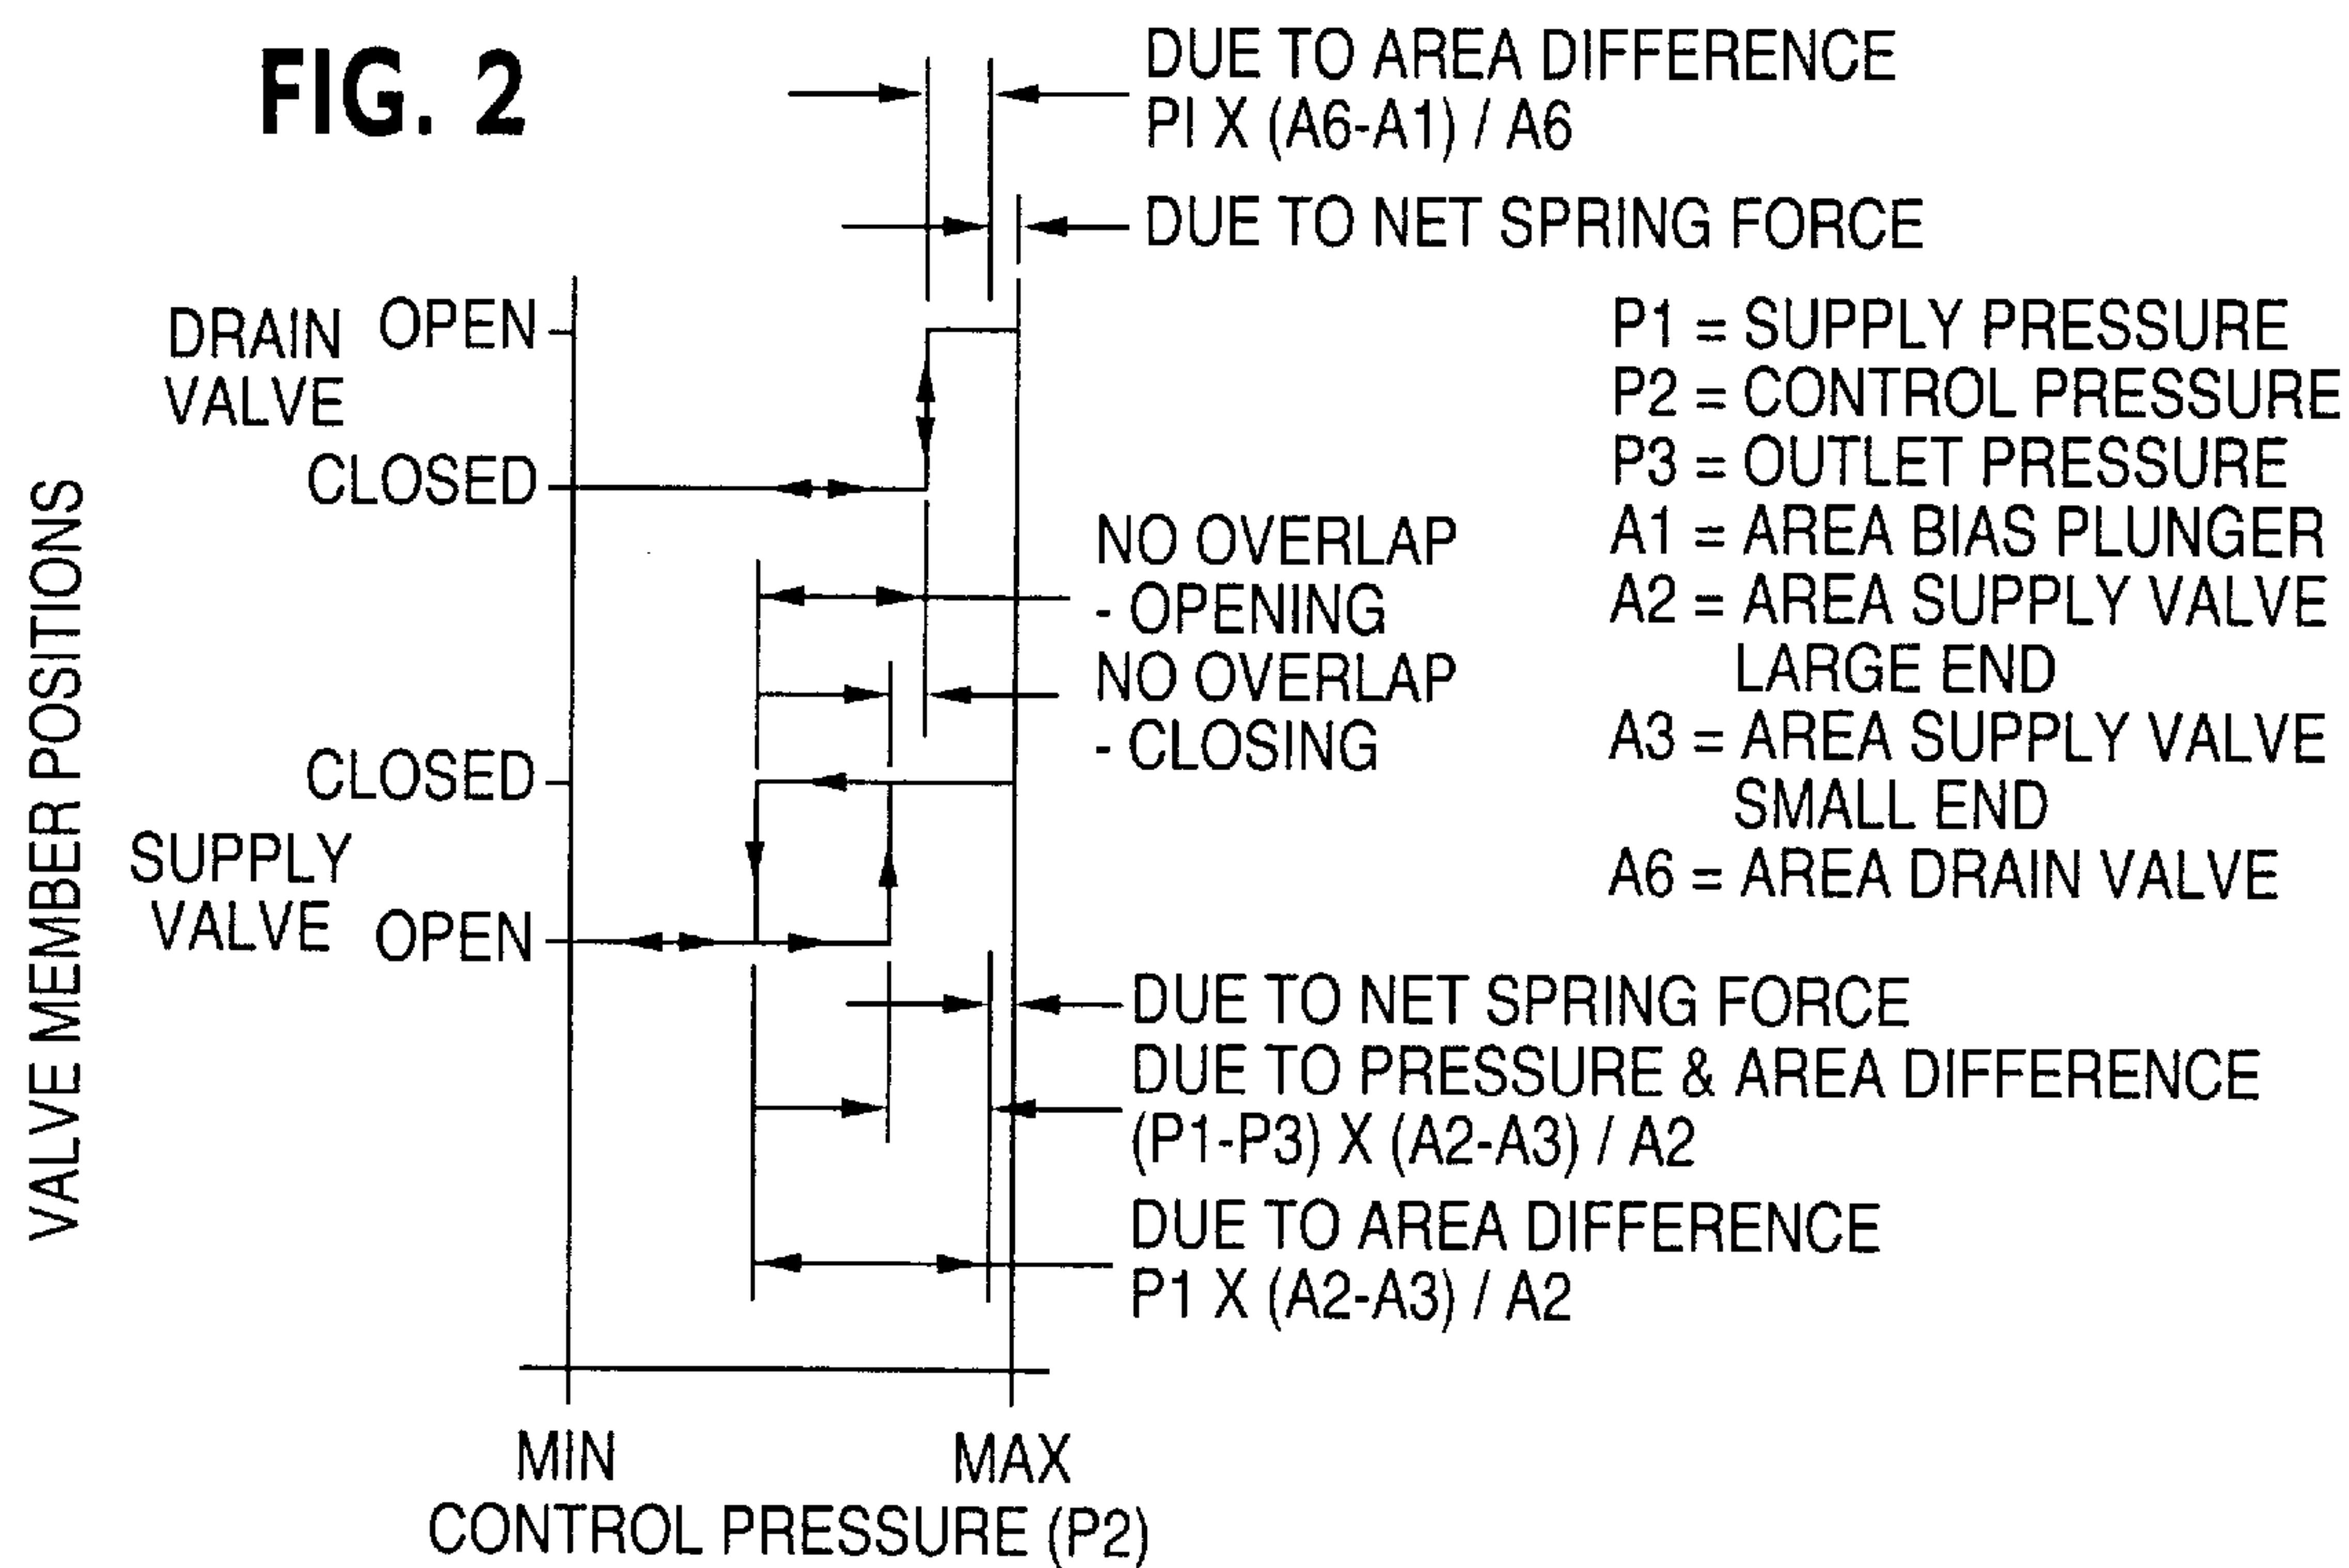 FIG. 2
DUE TO AREA DIFFERENCE
PI X (A6-A1) / A6
DUE TO NET SPRING FORCE
DRAIN
VALVE
OPEN
CLOSED
NO OVERLAP
- OPENING
NO OVERLAP
- CLOSING
CLOSED
SUPPLY
VALVE
OPEN
VALVE MEMBER POSITIONS
P1 = SUPPLY PRESSURE
P2 = CONTROL PRESSURE
P3 = OUTLET PRESSURE
A1 = AREA BIAS PLUNGER
A2 = AREA SUPPLY VALVE
LARGE END
A3 = AREA SUPPLY VALVE
SMALL END
A6 = AREA DRAIN VALVE
DUE TO NET SPRING FORCE
DUE TO PRESSURE & AREA DIFFERENCE
(P1-P3) X (A2-A3) / A2
DUE TO AREA DIFFERENCE
P1 X (A2-A3) / A2
MIN
MAX
CONTROL PRESSURE (P2)